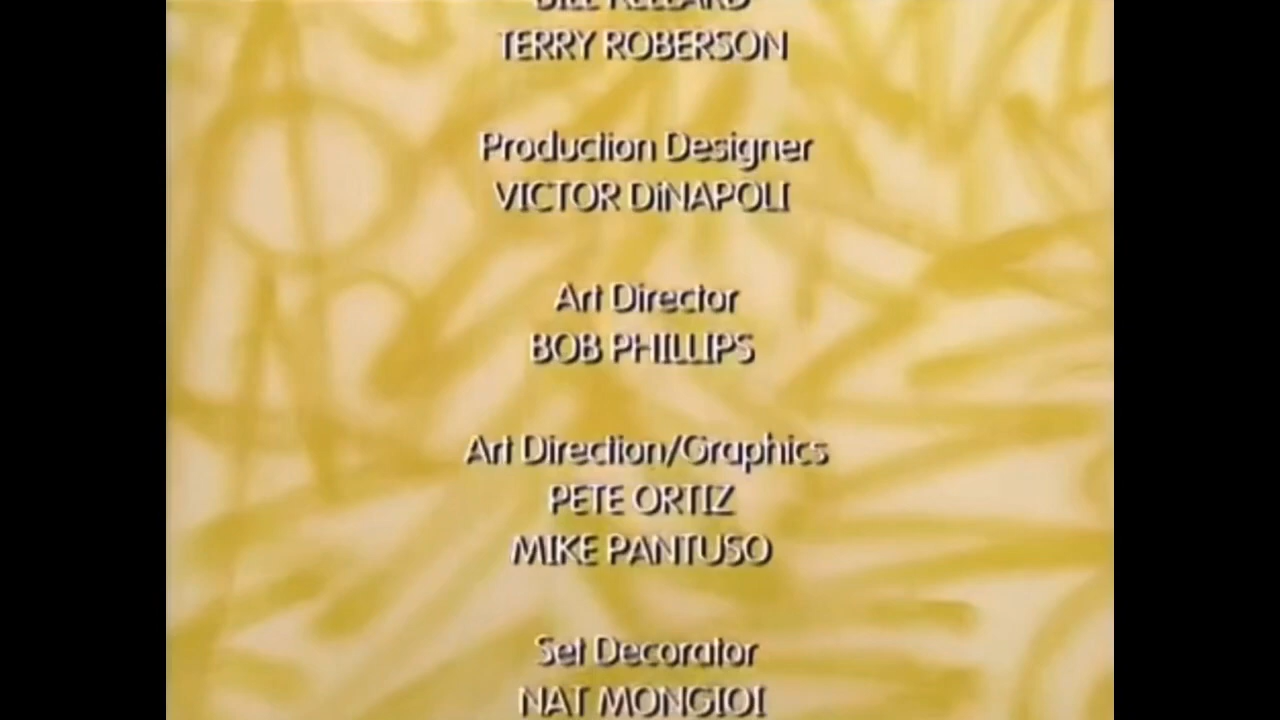 TERRY ROBERSON
Production Designer
VICTOR DiNAPOLI
Art Director
BOB PHILLIPS
Art Direction/Graphics
PETE ORTIZ
MIKE PANTUSO
Set Decorator
NAT MONGIOI